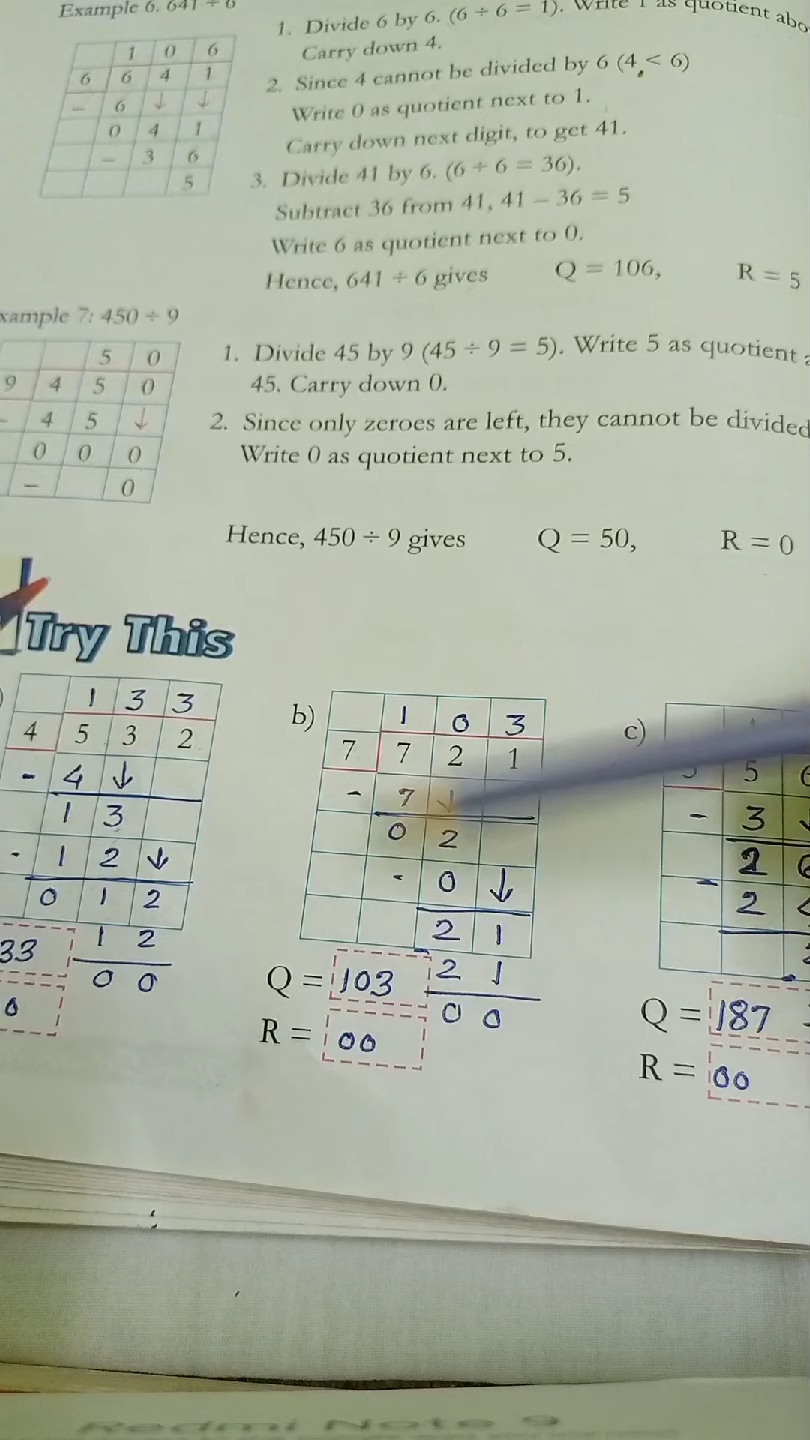 Example 6. 641 ÷ 6
1 0 6
6 6 4 1
− 6 ↓ ↓
0 4 1
− 3 6
5
1. Divide 6 by 6. (6 ÷ 6 = 1). Write 1 as quotient
Carry down 4.
2. Since 4 cannot be divided by 6 (4 < 6)
Write 0 as quotient next to 1.
Carry down next digit, to get 41.
3. Divide 41 by 6. (6 ÷ 6 = 36).
Subtract 36 from 41, 41 − 36 = 5
Write 6 as quotient next to 0.
Hence, 641 ÷ 6 gives Q = 106, R = 5
xample 7: 450 ÷ 9
5 0
9 4 5 0
− 4 5 ↓
0 0 0
− 0
1. Divide 45 by 9 (45 ÷ 9 = 5). Write 5 as quotient
45. Carry down 0.
2. Since only zeroes are left, they cannot be divided
Write 0 as quotient next to 5.
Hence, 450 ÷ 9 gives Q = 50, R = 0
Try This
1 3 3
4 5 3 2
- 4 ↓
1 3
- 1 2 ↓
0 1 2
1 2
0 0
33
0
b)
1 0 3
7 7 2 1
- 7 ↓
0 2
- 0 ↓
2 1
- 2 1
0 0
Q = 103
R = 00
c)
5 6
- 3 ↓
2 6
- 2 4
Q = 187
R = 00
Redmi Note 9